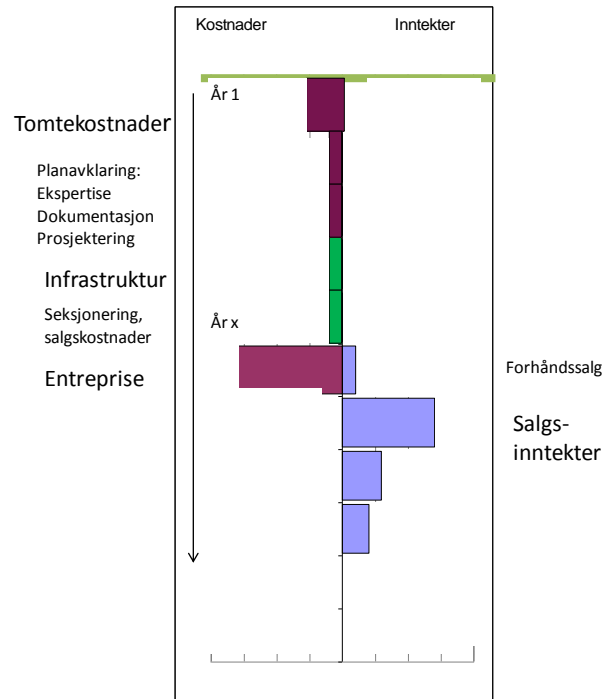 Kostnader
Inntekter
År 1
Tomtekostnader
Planavklaring:
Ekspertise
Dokumentasjon
Prosjektering
Infrastruktur
Seksjonering,
salgskostnader
År x
Entreprise
Forhåndssalg
Salgs-
inntekter